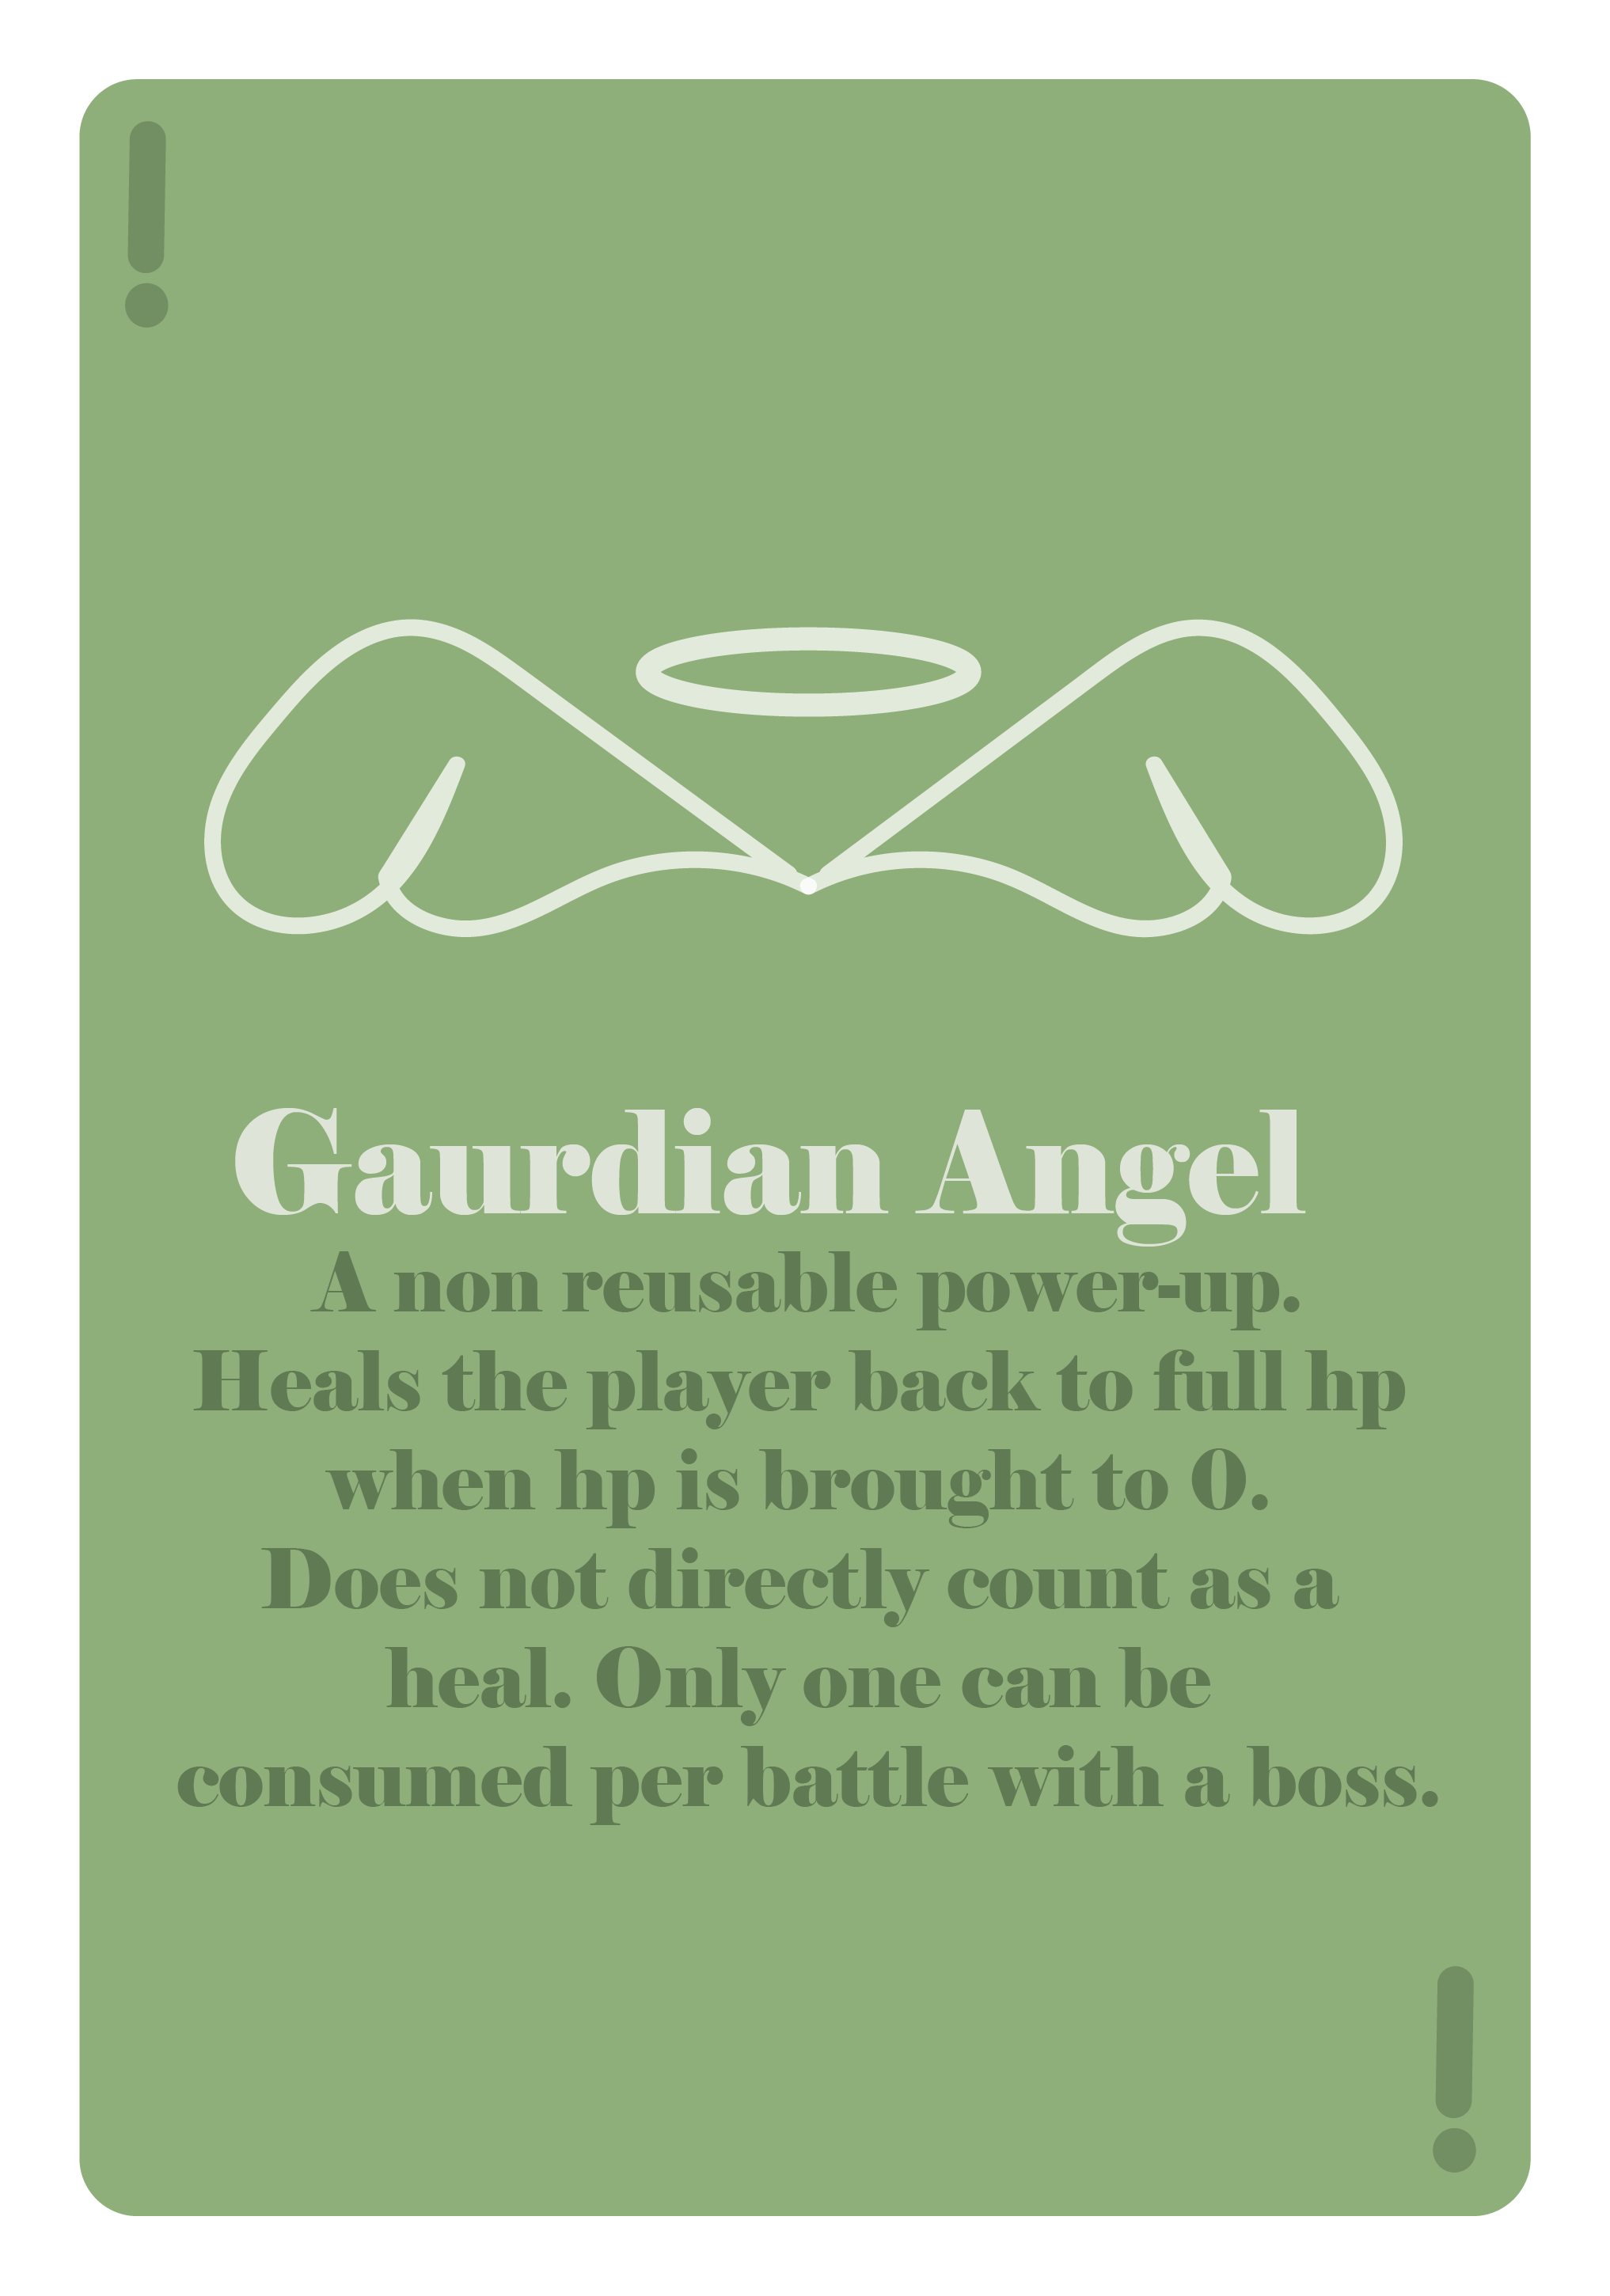 !
Gaurdian Angel
A non reusable power-up.
Heals the player back to full hp
when hp is brought to 0.
Does not directly count as a
heal. Only one can be
consumed per battle with a boss.
!